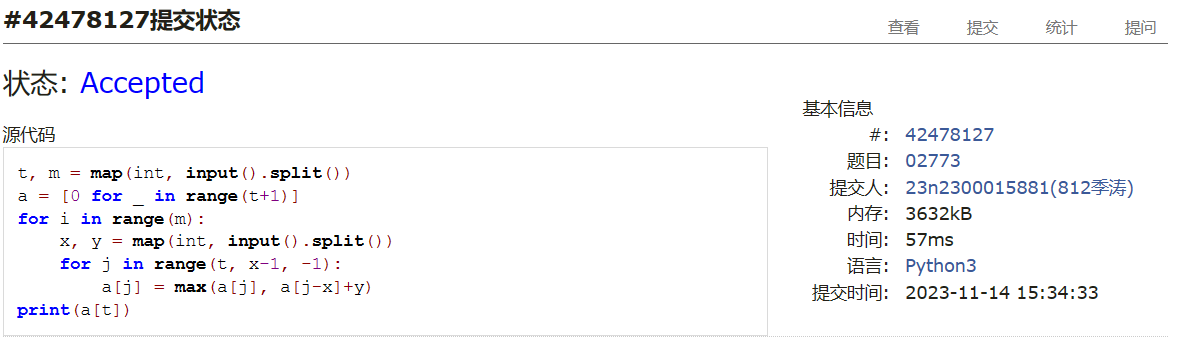 #42478127提交状态
查看 提交 统计 提问
状态: Accepted
源代码
t, m = map(int, input().split())
a = [0 for _ in range(t+1)]
for i in range(m):
    x, y = map(int, input().split())
    for j in range(t, x-1, -1):
        a[j] = max(a[j], a[j-x]+y)
print(a[t])
基本信息
#: 42478127
题目: 02773
提交人: 23n2300015881(812季涛)
内存: 3632kB
时间: 57ms
语言: Python3
提交时间: 2023-11-14 15:34:33